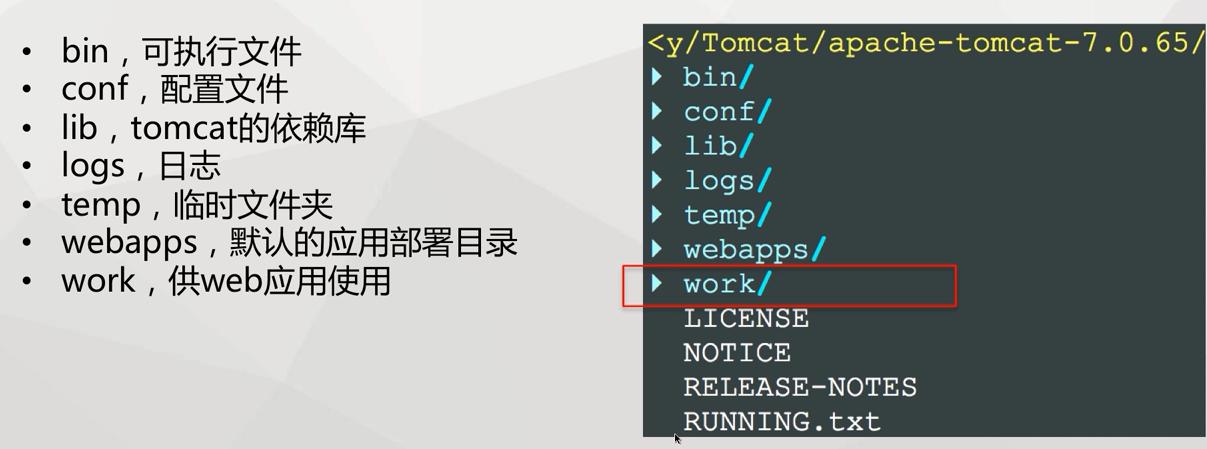 • bin，可执行文件
• conf，配置文件
• lib，tomcat的依赖库
• logs，日志
• temp，临时文件夹
• webapps，默认的应用部署目录
• work，供web应用使用
<y/Tomcat/apache-tomcat-7.0.65/
▸ bin/
▸ conf/
▸ lib/
▸ logs/
▸ temp/
▸ webapps/
▸ work/
LICENSE
NOTICE
RELEASE-NOTES
RUNNING.txt